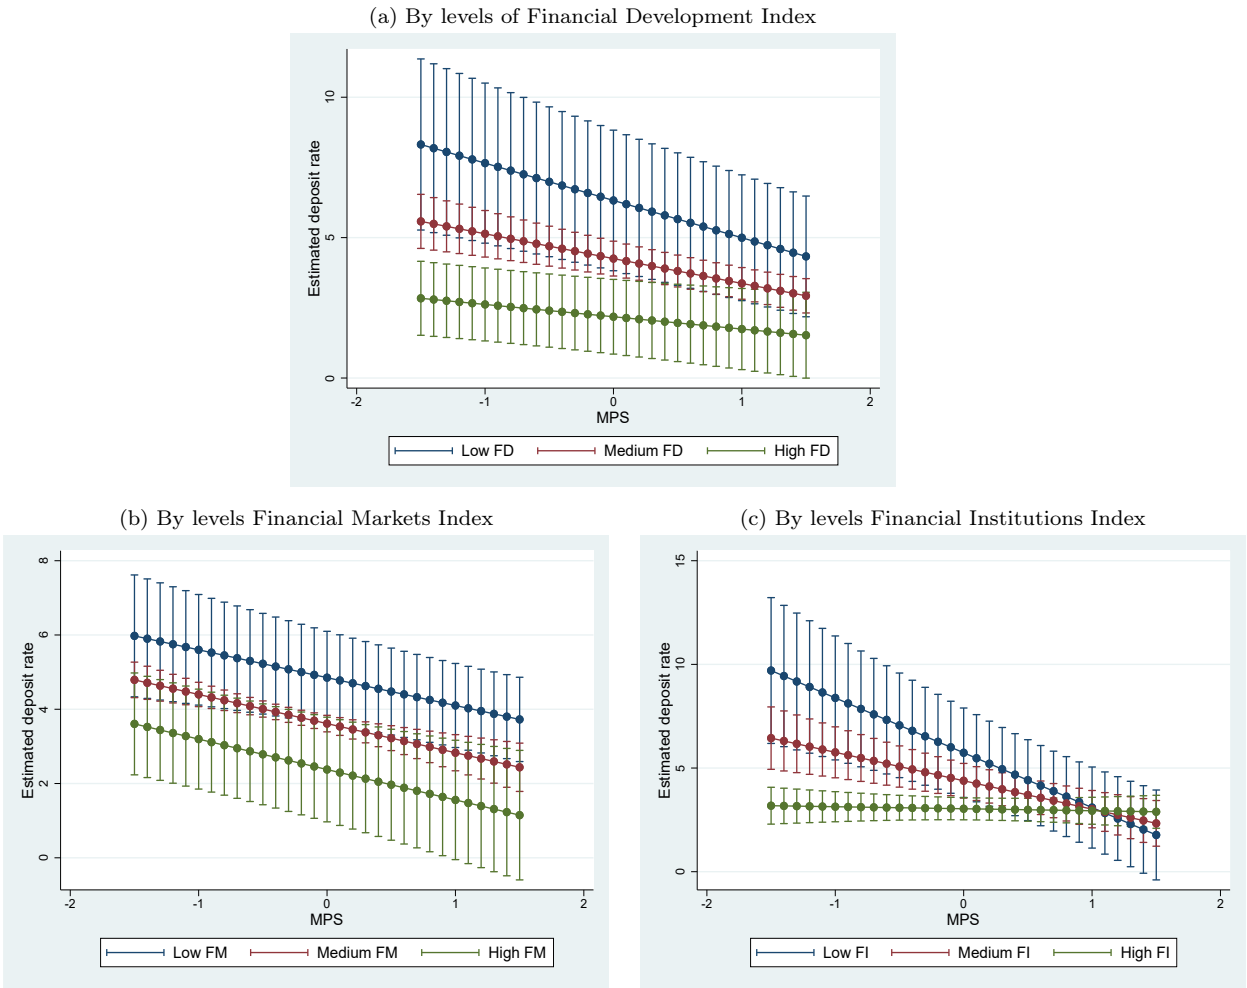 (a) By levels of Financial Development Index
Estimated deposit rate
10
5
0
-2 -1 0 1 2
MPS
Low FD Medium FD High FD
(b) By levels Financial Markets Index
Estimated deposit rate
8
6
4
2
0
-2 -1 0 1 2
MPS
Low FM Medium FM High FM
(c) By levels Financial Institutions Index
Estimated deposit rate
15
10
5
0
-2 -1 0 1 2
MPS
Low FI Medium FI High FI